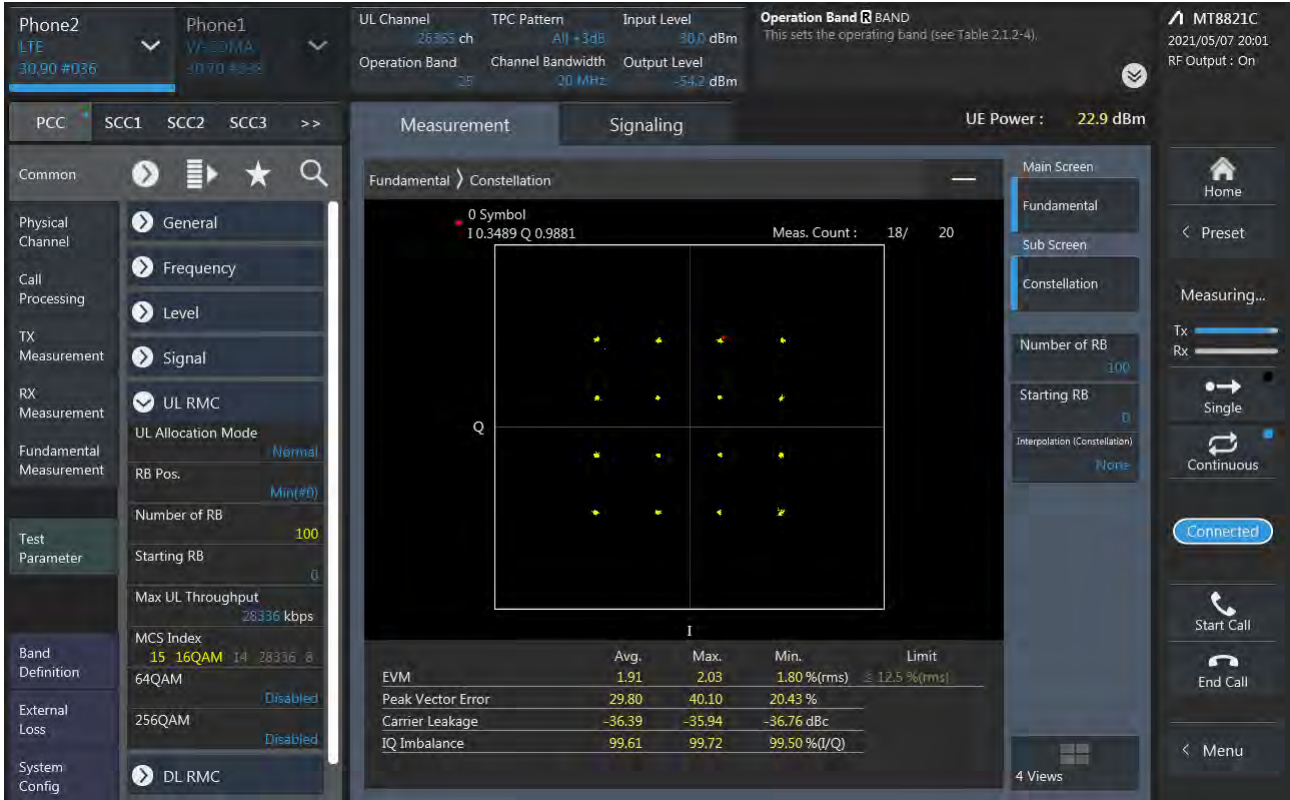 Phone2
LTE
30.90 #036
Phone1
W-CDMA
UL Channel
26365 ch
TPC Pattern
All +3dB
Input Level
30.0 dBm
Operation Band
25
Channel Bandwidth
20 MHz
Output Level
-54.2 dBm
Operation Band R BAND
This sets the operating band (see Table 2.1.2-4).
MT8821C
2021/05/07 20:01
RF Output : On
PCC SCC1 SCC2 SCC3 >>
Measurement
Signaling
UE Power : 22.9 dBm
Common
Physical
Channel
Call
Processing
TX
Measurement
RX
Measurement
Fundamental
Measurement
Test
Parameter
Band
Definition
External
Loss
System
Config
General
Frequency
Level
Signal
UL RMC
UL Allocation Mode
Normal
RB Pos.
Min(#0)
Number of RB
100
Starting RB
0
Max UL Throughput
28336 kbps
MCS Index
15 16QAM 14 28336 8
64QAM
Disabled
256QAM
Disabled
DL RMC
Fundamental > Constellation
0 Symbol
I 0.3489 Q 0.9881
Meas. Count : 18/ 20
Q
I
Avg. Max. Min. Limit
EVM 1.91 2.03 1.80 %(rms) ≤ 12.5 %(rms)
Peak Vector Error 29.80 40.10 20.43 %
Carrier Leakage -36.39 -35.94 -36.76 dBc
IQ Imbalance 99.61 99.72 99.50 %(I/Q)
Main Screen
Fundamental
Sub Screen
Constellation
Number of RB
100
Starting RB
0
Interpolation (Constellation)
None
4 Views
Home
< Preset
Measuring...
Tx
Rx
Single
Continuous
Connected
Start Call
End Call
< Menu